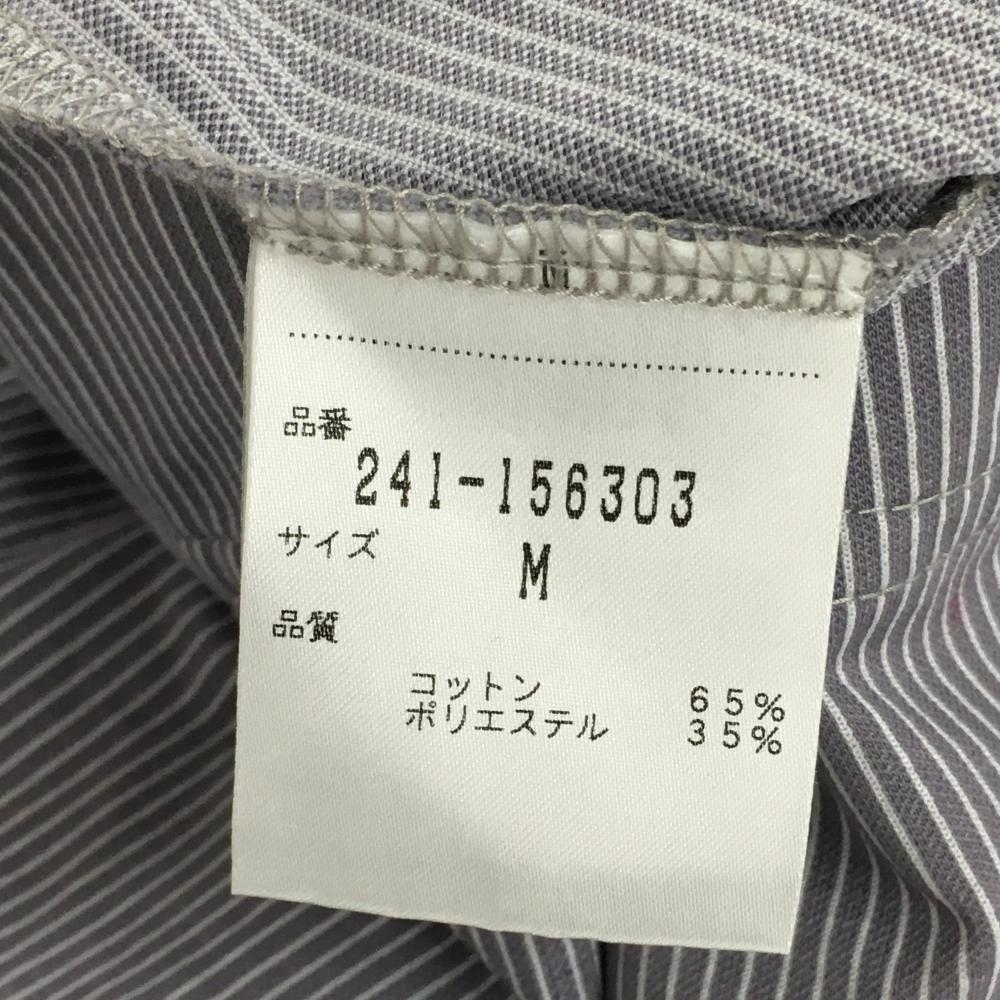 品番
241-156303
サイズ
M
品質
コットン 65%
ポリエステル 35%